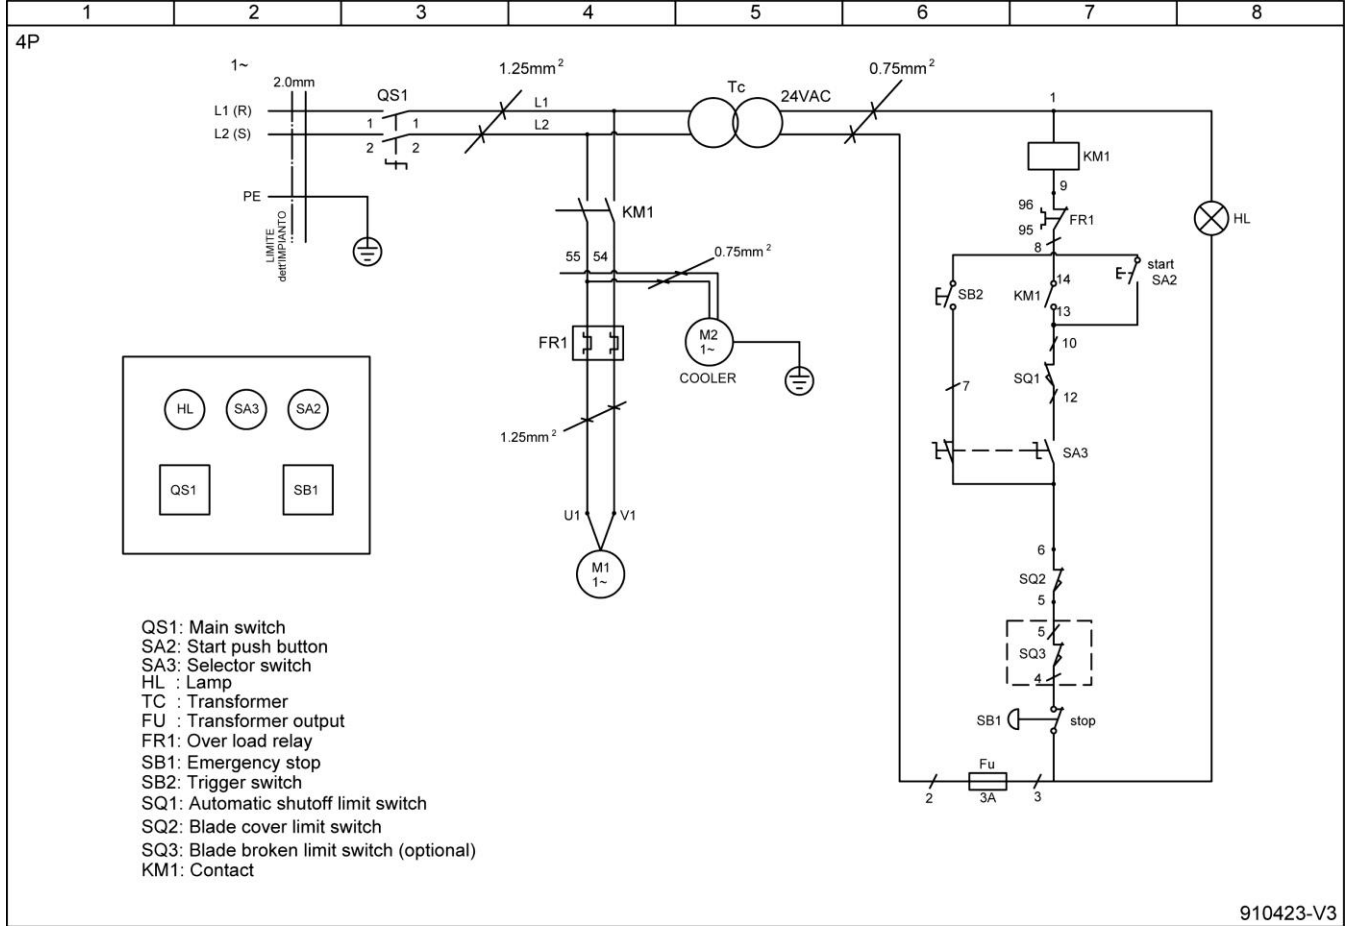 1 2 3 4 5 6 7 8
4P
1~
2.0mm
1.25mm²
0.75mm²
QS1
L1
Tc
24VAC
1
L1 (R)
1 1
L2 (S)
L2
2 2
KM1
PE
9
96
FR1
95
HL
KM1
LIMITE
dett'IMPIANTO
8
55 54
0.75mm²
start
SA2
14
SB2
KM1
13
FR1
M2
1~
10
COOLER
SQ1
7
12
HL SA3 SA2
1.25mm²
SA3
QS1 SB1
U1 V1
6
M1
1~
SQ2
5
5
SQ3
4
SB1
stop
Fu
2 3A 3
QS1: Main switch
SA2: Start push button
SA3: Selector switch
HL : Lamp
TC : Transformer
FU : Transformer output
FR1: Over load relay
SB1: Emergency stop
SB2: Trigger switch
SQ1: Automatic shutoff limit switch
SQ2: Blade cover limit switch
SQ3: Blade broken limit switch (optional)
KM1: Contact
910423-V3